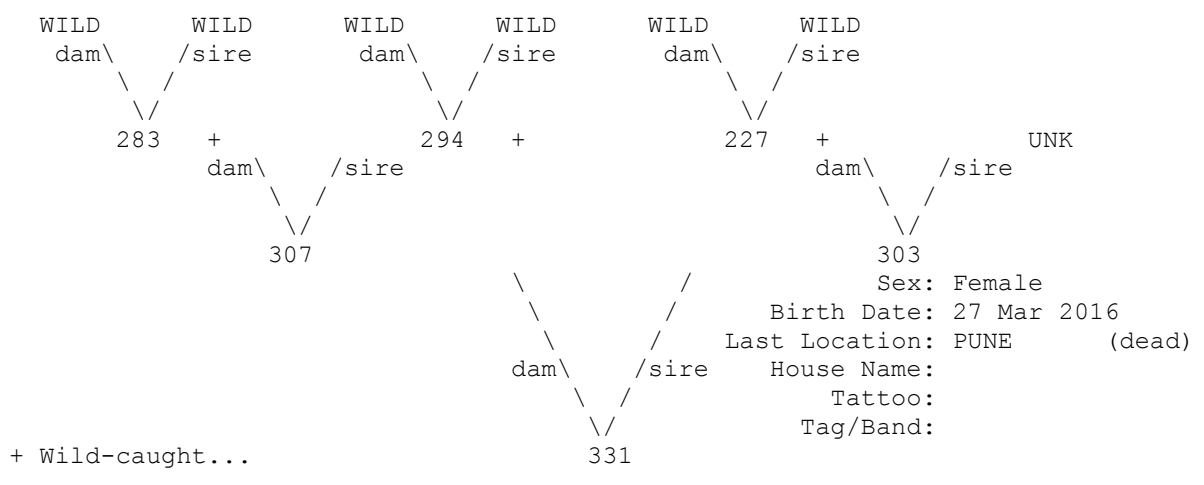 WILD WILD WILD WILD WILD WILD
dam\ /sire dam\ /sire dam\ /sire
\ / \ / \ /
\/ \/ \/
283 + 294 + 227 + UNK
dam\ /sire dam\ /sire
\ / \ /
\/ \/
307 303
\ / Sex: Female
\ / Birth Date: 27 Mar 2016
\ / Last Location: PUNE (dead)
dam\ /sire House Name:
\ / Tattoo:
\/ Tag/Band:
+ Wild-caught... 331